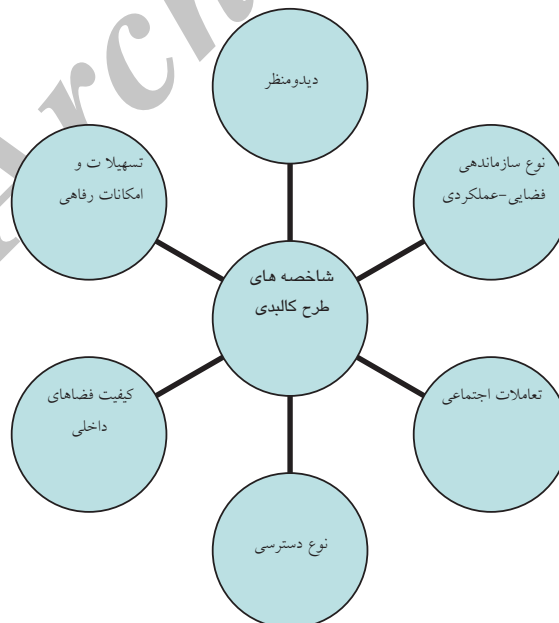 دیدومنظر
نوع سازماندهی
فضایی-عملکردی
تسهیلا ت و
امکانات رفاهی
شاخصه های
طرح کالبدی
تعاملات اجتماعی
کیفیت فضاهای
داخلی
نوع دسترسی
Arch